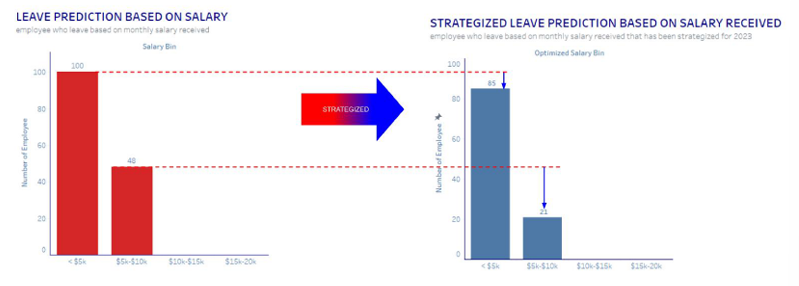 LEAVE PREDICTION BASED ON SALARY
employee who leave based on monthly salary received
Salary Bin
Number of Employee
100
80
60
40
20
0
100
48
< $5k
$5k-$10k
$10k-$15k
$15k-20k
STRATEGIZED
STRATEGIZED LEAVE PREDICTION BASED ON SALARY RECEIVED
employee who leave based on monthly salary received that has been strategized for 2023
Optimized Salary Bin
Number of Employee
100
80
60
40
20
0
85
21
< $5k
$5k-$10k
$10k-$15k
$15k-20k